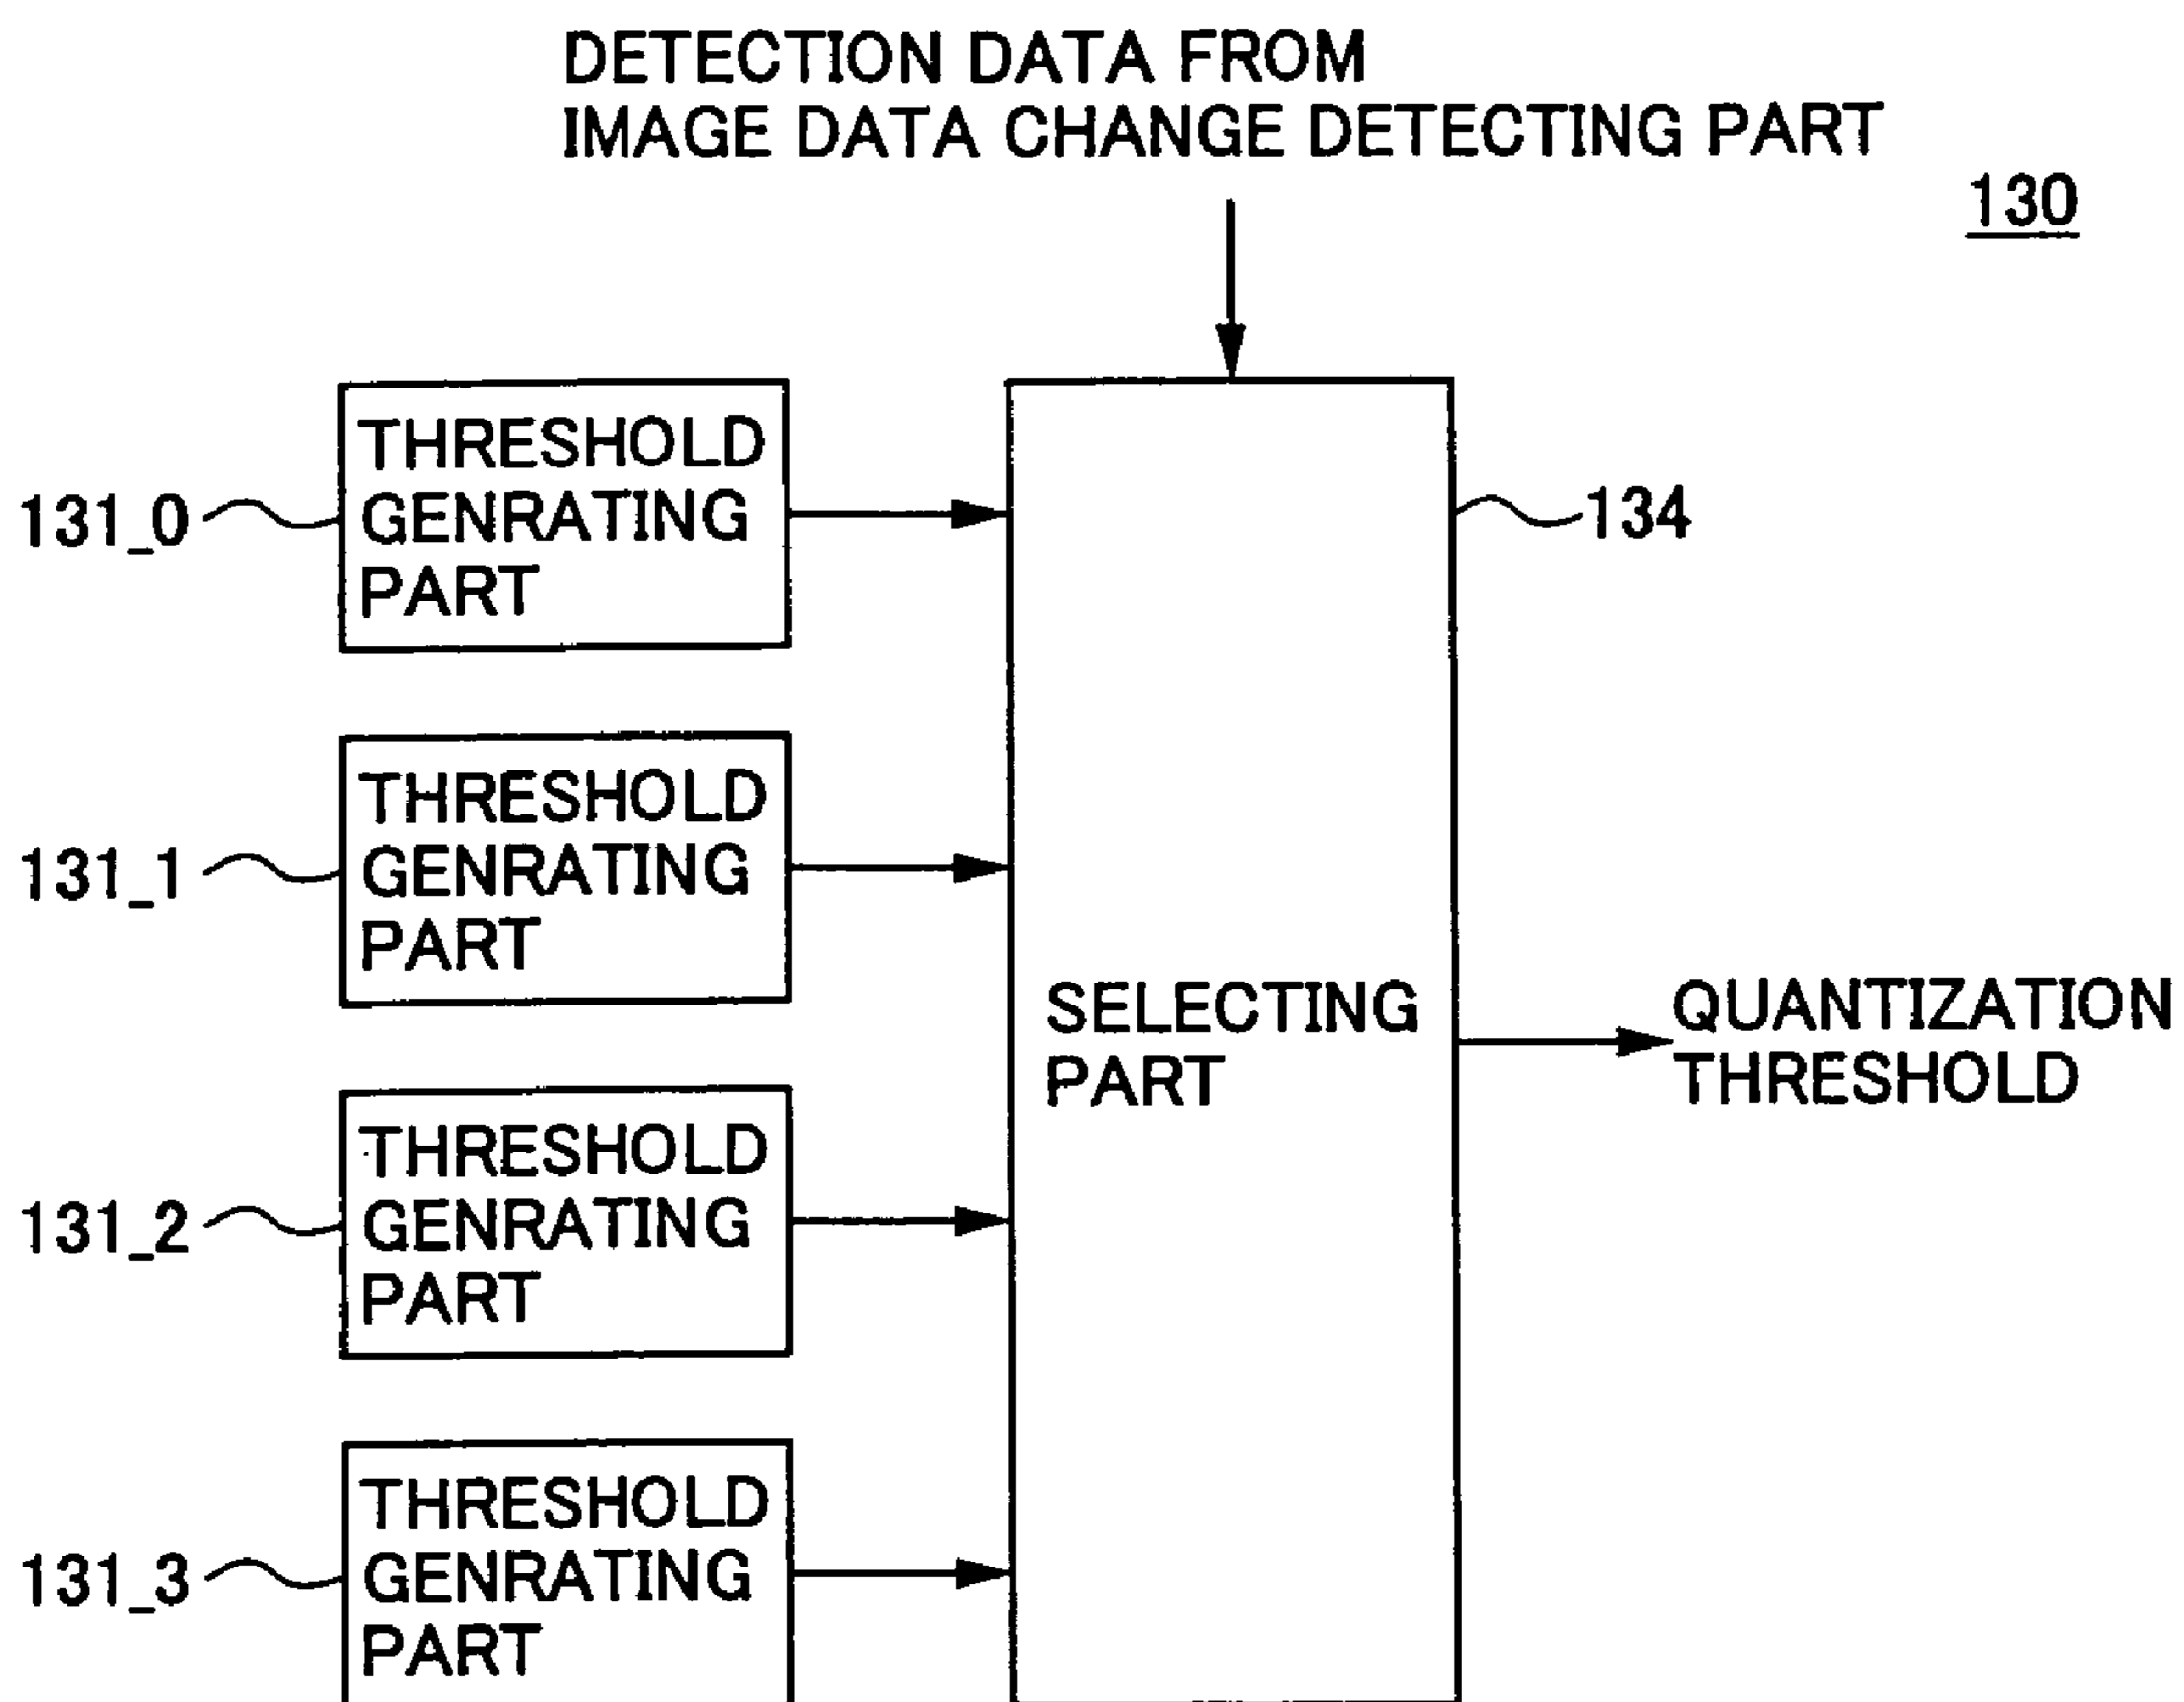 DETECTION DATA FROM
IMAGE DATA CHANGE DETECTING PART
130
131_0
THRESHOLD
GENRATING
PART
134
131_1
THRESHOLD
GENRATING
PART
SELECTING
PART
QUANTIZATION
THRESHOLD
131_2
THRESHOLD
GENRATING
PART
131_3
THRESHOLD
GENRATING
PART